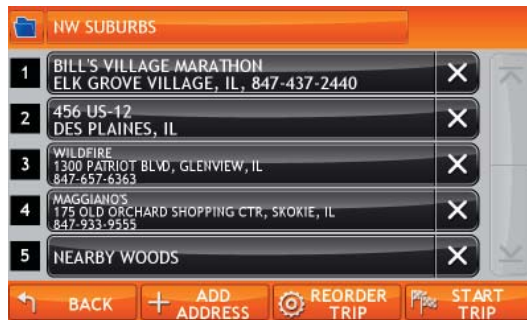 NW SUBURBS
1
BILL'S VILLAGE MARATHON
ELK GROVE VILLAGE, IL, 847-437-2440
2
456 US-12
DES PLAINES, IL
3
WILDFIRE
1300 PATRIOT BLVD, GLENVIEW, IL
847-657-6363
4
MAGGIANO'S
175 OLD ORCHARD SHOPPING CTR, SKOKIE, IL
847-933-9555
5
NEARBY WOODS
BACK
ADD
ADDRESS
REORDER
TRIP
START
TRIP